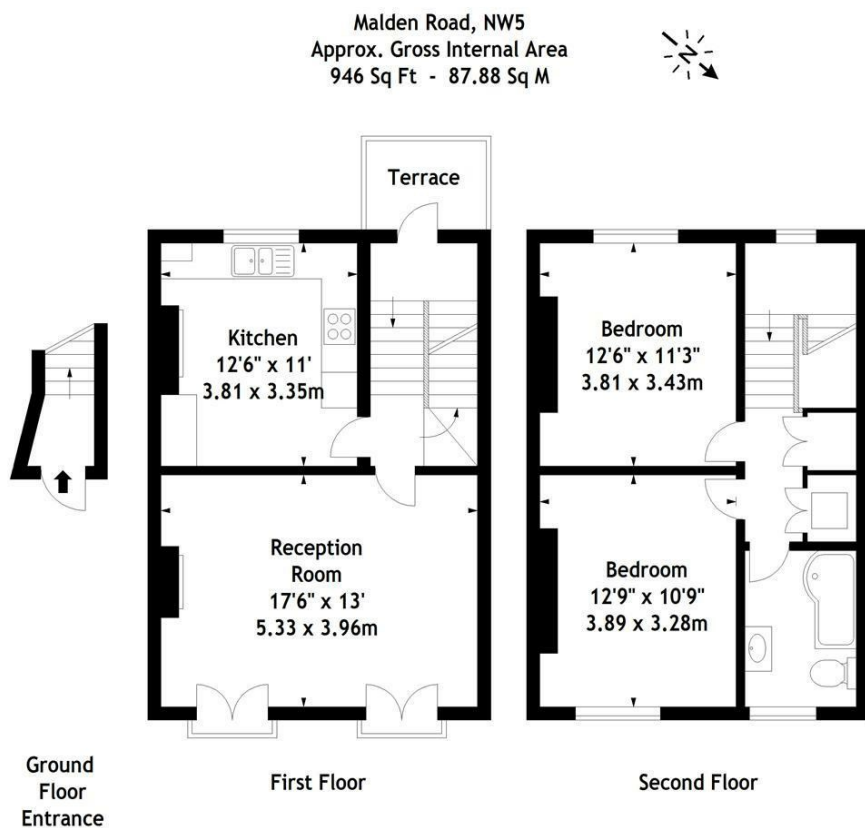 Malden Road, NW5
Approx. Gross Internal Area
946 Sq Ft - 87.88 Sq M
N
Terrace
Kitchen
12'6" x 11'
3.81 x 3.35m
Reception
Room
17'6" x 13'
5.33 x 3.96m
Bedroom
12'6" x 11'3"
3.81 x 3.43m
Bedroom
12'9" x 10'9"
3.89 x 3.28m
Ground
Floor
Entrance
First Floor
Second Floor